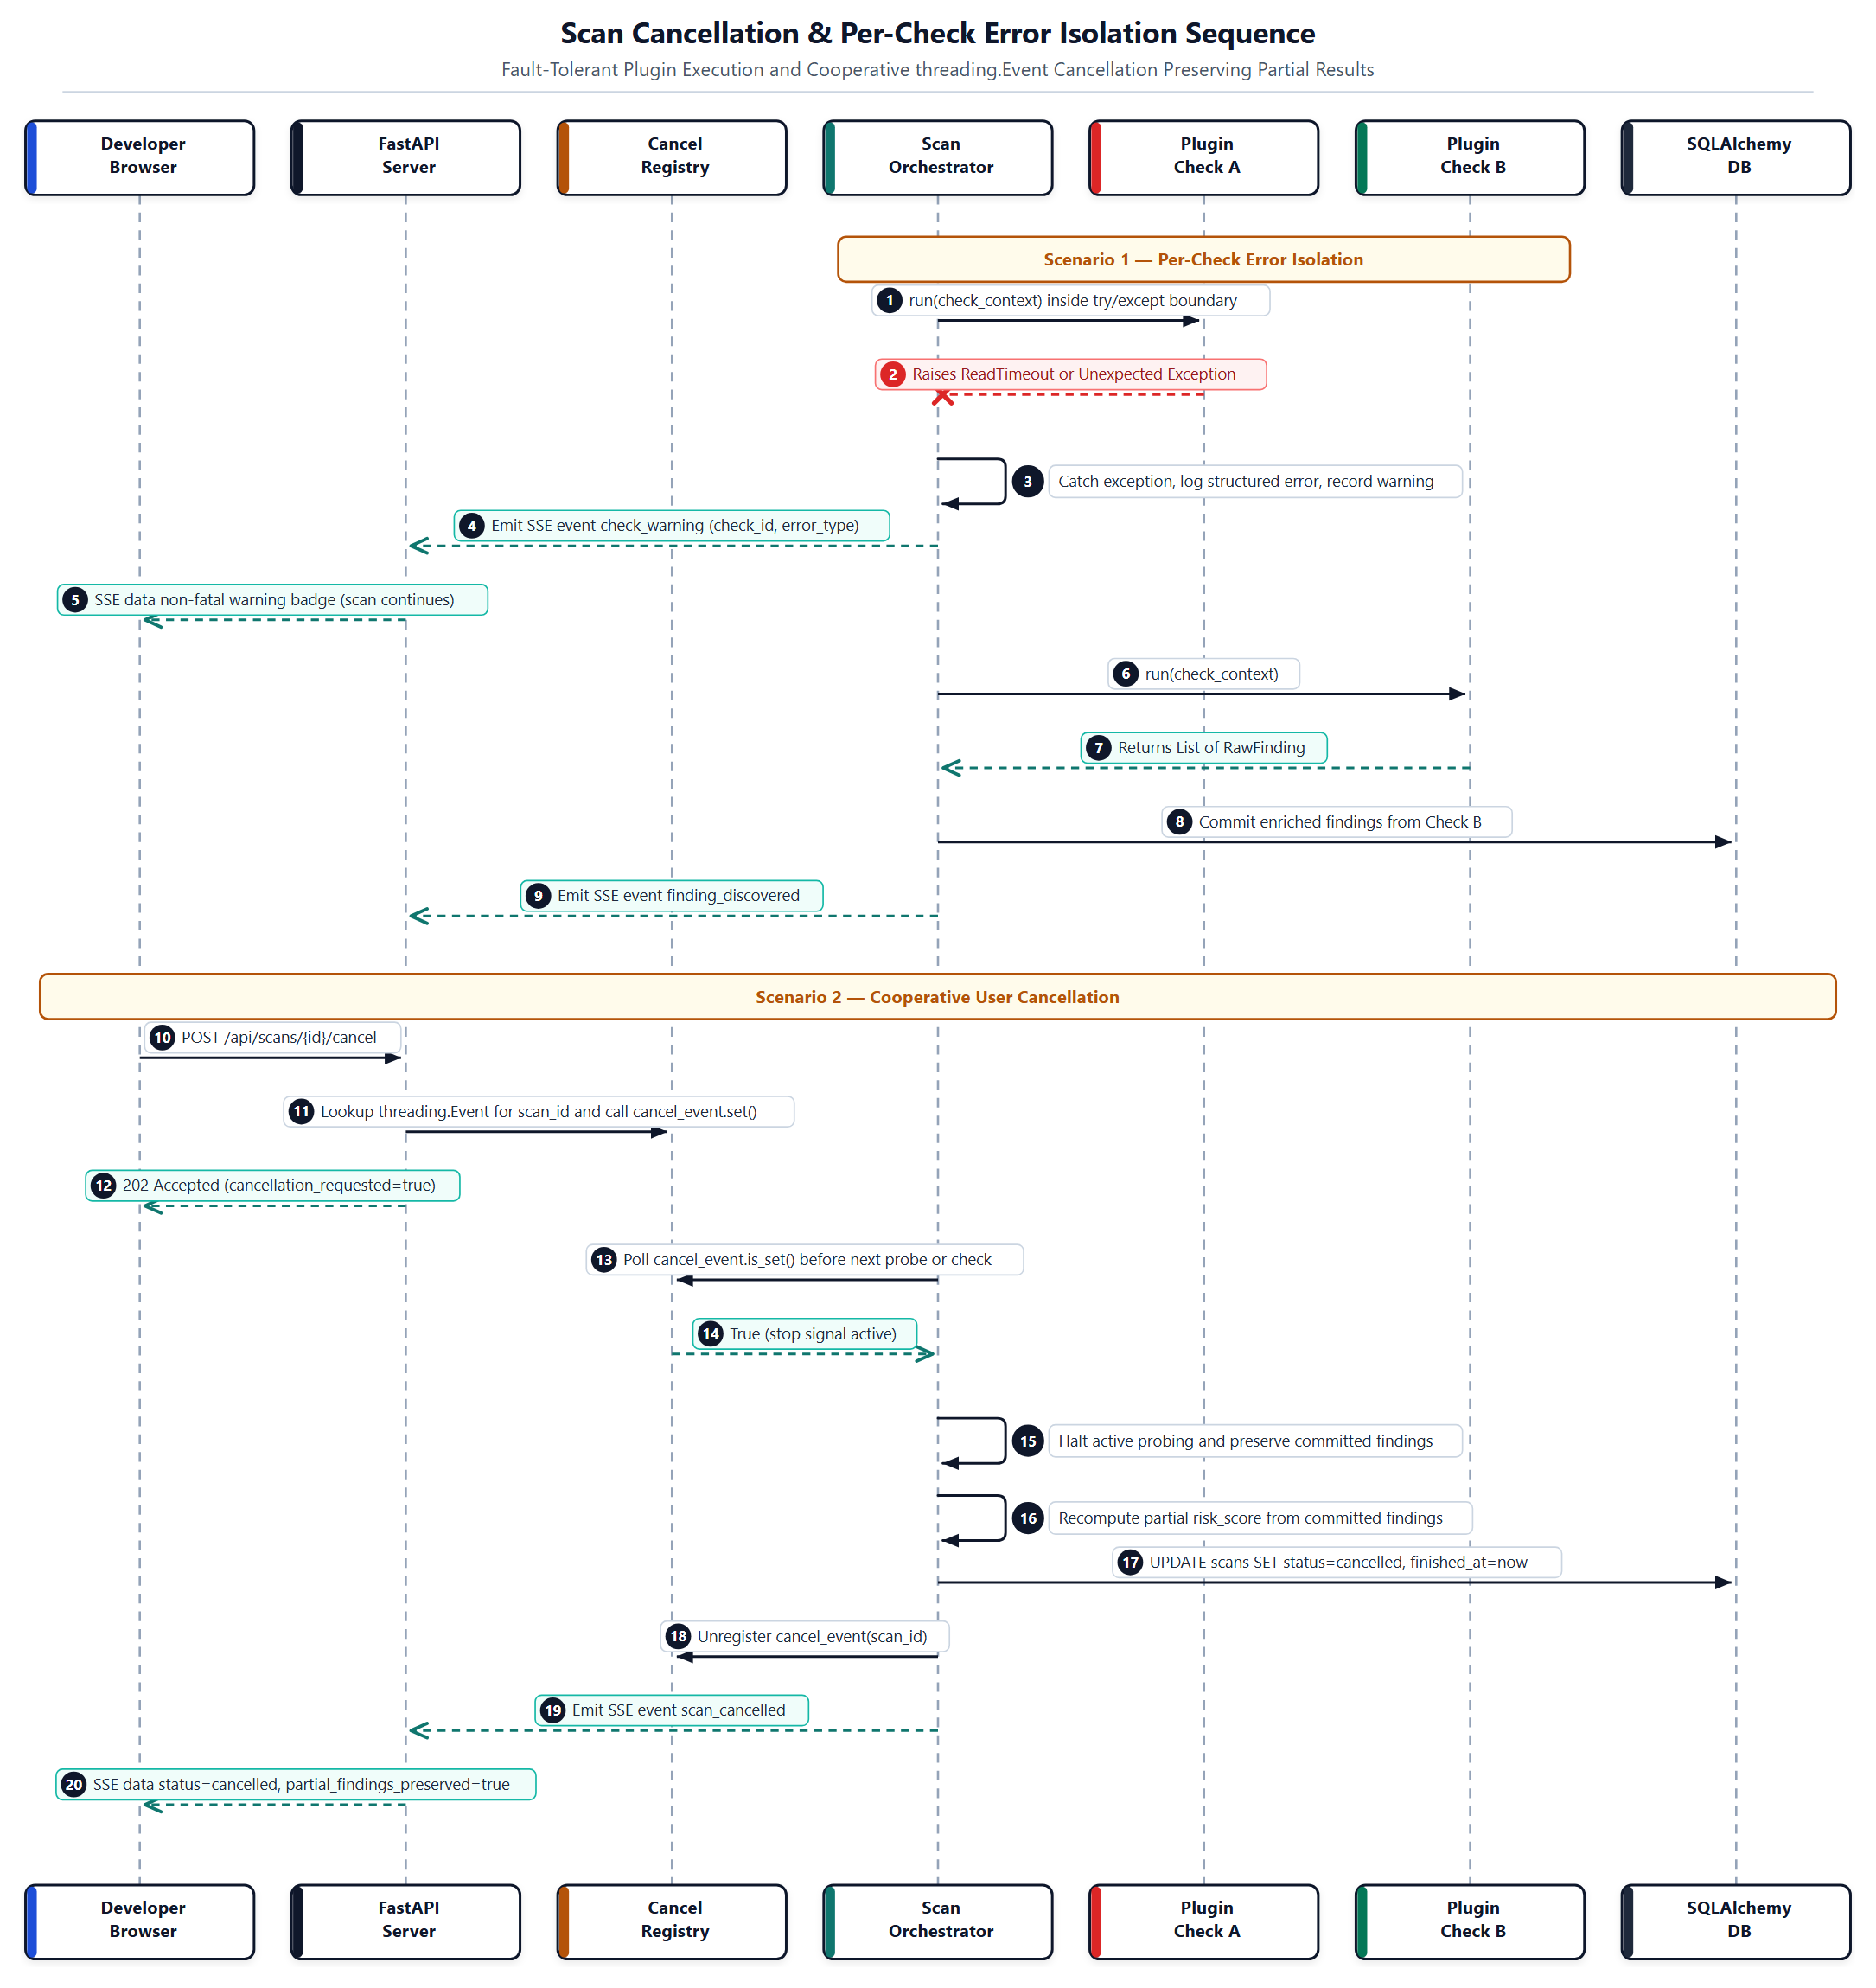 Scan Cancellation & Per-Check Error Isolation Sequence
Fault-Tolerant Plugin Execution and Cooperative threading.Event Cancellation Preserving Partial Results
Developer
Browser
FastAPI
Server
Cancel
Registry
Scan
Orchestrator
Plugin
Check A
Plugin
Check B
SQLAlchemy
DB
Scenario 1 — Per-Check Error Isolation
1 run(check_context) inside try/except boundary
2 Raises ReadTimeout or Unexpected Exception
3 Catch exception, log structured error, record warning
4 Emit SSE event check_warning (check_id, error_type)
5 SSE data non-fatal warning badge (scan continues)
6 run(check_context)
7 Returns List of RawFinding
8 Commit enriched findings from Check B
9 Emit SSE event finding_discovered
Scenario 2 — Cooperative User Cancellation
10 POST /api/scans/{id}/cancel
11 Lookup threading.Event for scan_id and call cancel_event.set()
12 202 Accepted (cancellation_requested=true)
13 Poll cancel_event.is_set() before next probe or check
14 True (stop signal active)
15 Halt active probing and preserve committed findings
16 Recompute partial risk_score from committed findings
17 UPDATE scans SET status=cancelled, finished_at=now
18 Unregister cancel_event(scan_id)
19 Emit SSE event scan_cancelled
20 SSE data status=cancelled, partial_findings_preserved=true
Developer
Browser
FastAPI
Server
Cancel
Registry
Scan
Orchestrator
Plugin
Check A
Plugin
Check B
SQLAlchemy
DB